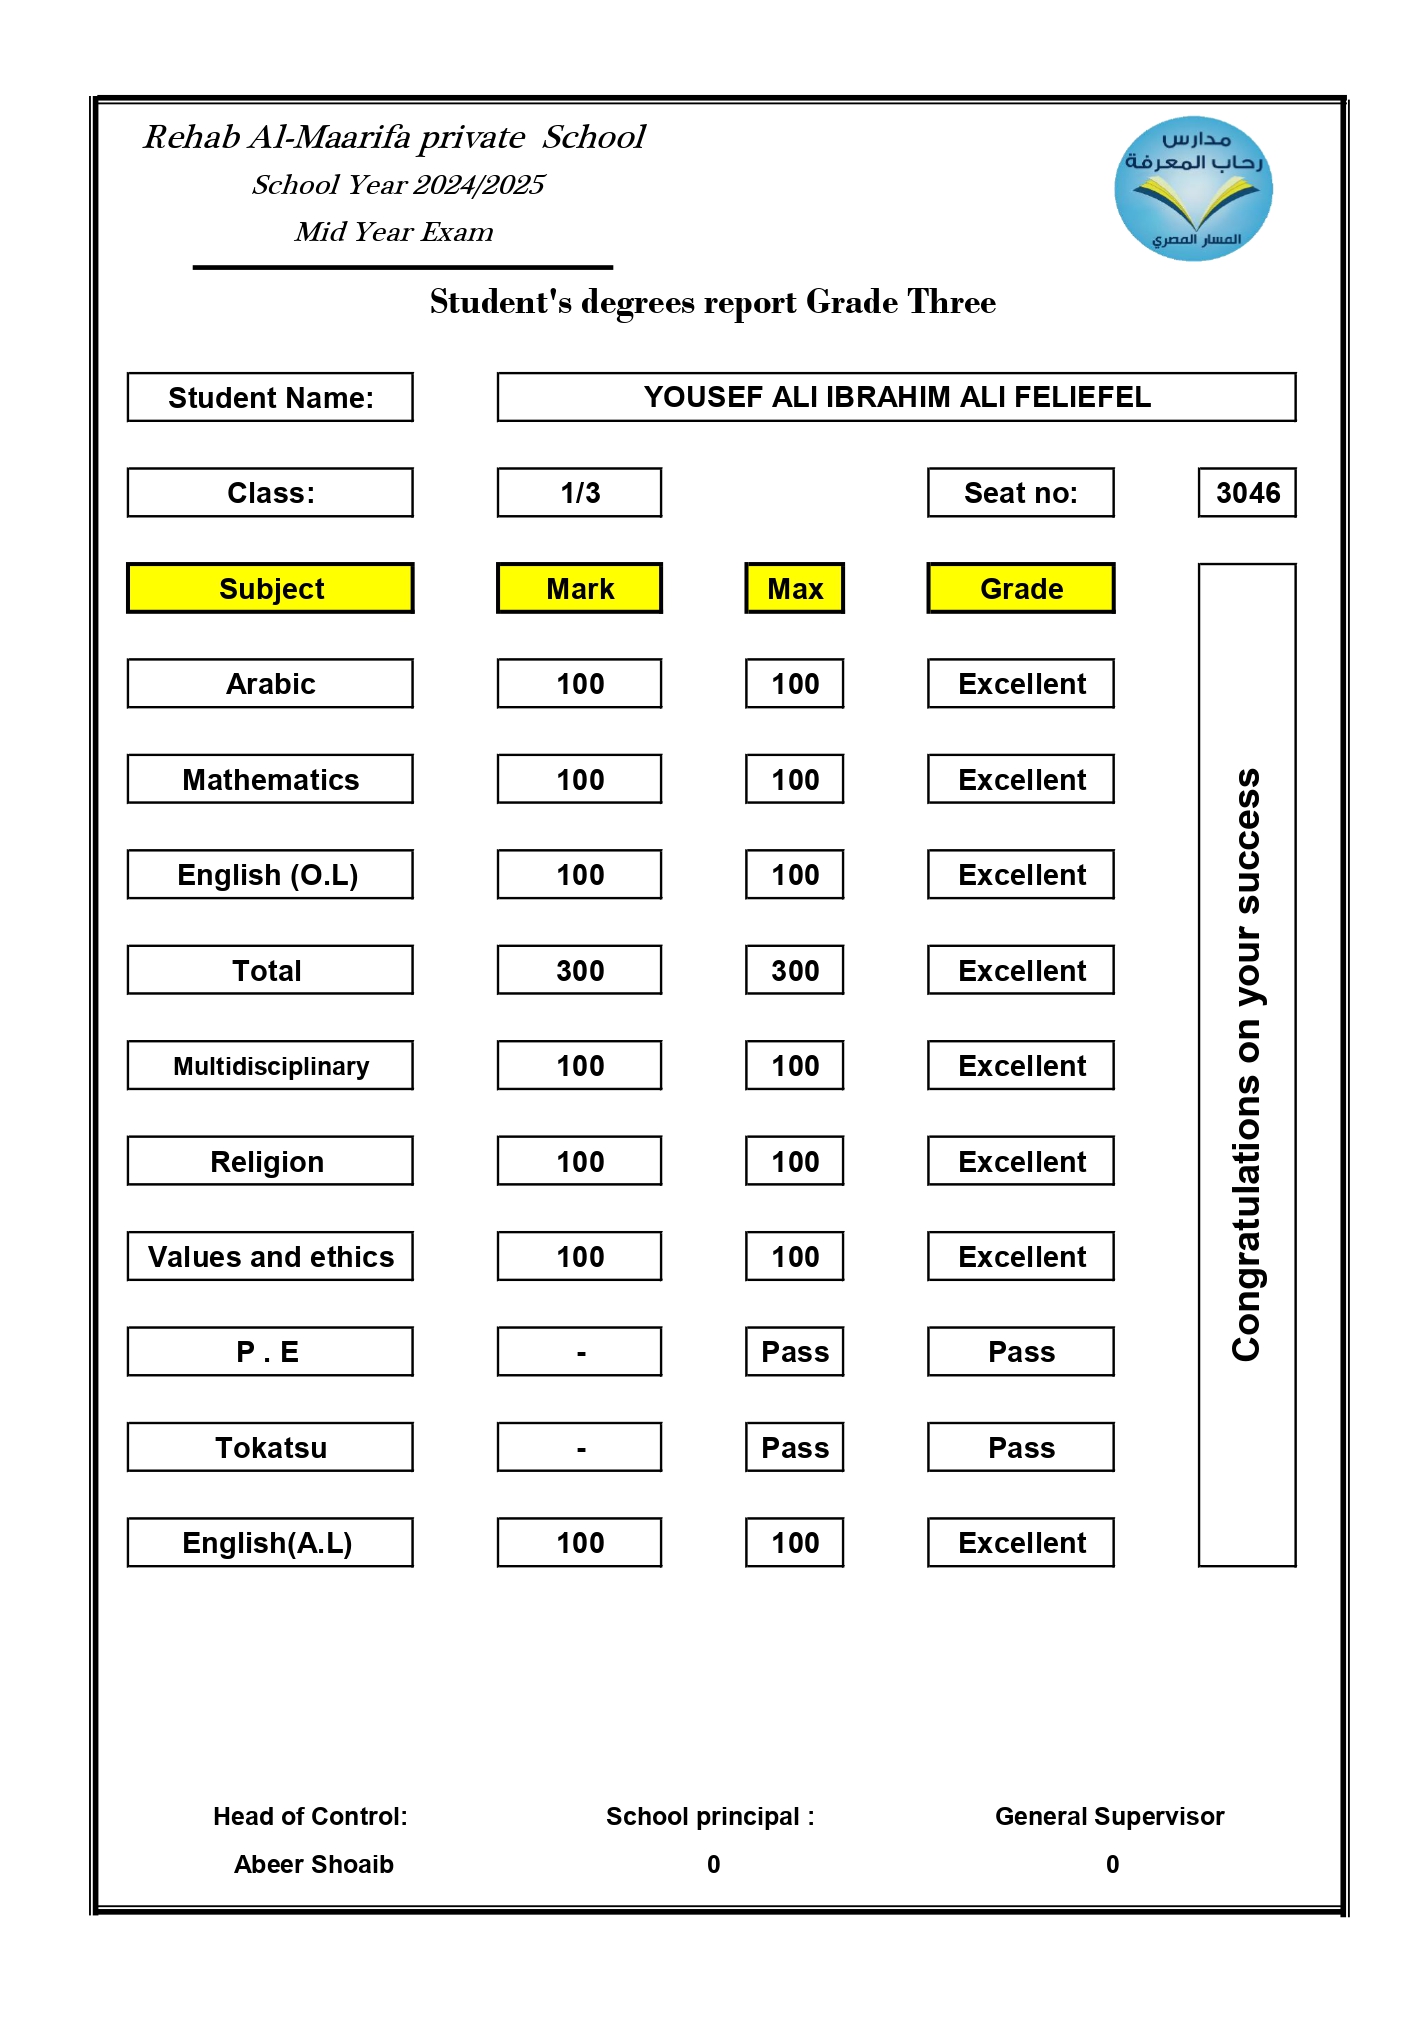 Rehab Al-Maarifa private School
School Year 2024/2025
Mid Year Exam
مدارس
رحاب المعرفة
المسار المصري
Student's degrees report Grade Three
Student Name: YOUSEF ALI IBRAHIM ALI FELIEFEL
Class: 1/3 Seat no: 3046
Subject Mark Max Grade
Arabic 100 100 Excellent
Mathematics 100 100 Excellent
English (O.L) 100 100 Excellent
Total 300 300 Excellent
Multidisciplinary 100 100 Excellent
Religion 100 100 Excellent
Values and ethics 100 100 Excellent
P . E - Pass Pass
Tokatsu - Pass Pass
English(A.L) 100 100 Excellent
Congratulations on your success
Head of Control: School principal : General Supervisor
Abeer Shoaib 0 0